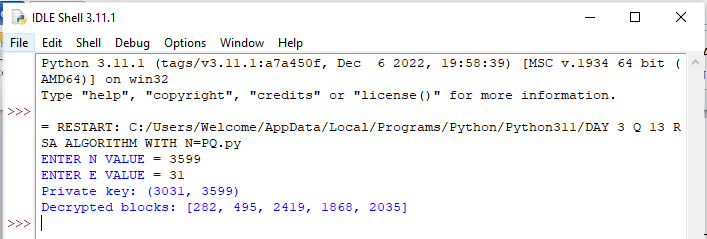 IDLE Shell 3.11.1
File Edit Shell Debug Options Window Help
Python 3.11.1 (tags/v3.11.1:a7a450f, Dec  6 2022, 19:58:39) [MSC v.1934 64 bit (
AMD64)] on win32
Type "help", "copyright", "credits" or "license()" for more information.
>>>
= RESTART: C:/Users/Welcome/AppData/Local/Programs/Python/Python311/DAY 3 Q 13 R
SA ALGORITHM WITH N=PQ.py
ENTER N VALUE = 3599
ENTER E VALUE = 31
Private key: (3031, 3599)
Decrypted blocks: [282, 495, 2419, 1868, 2035]
>>>